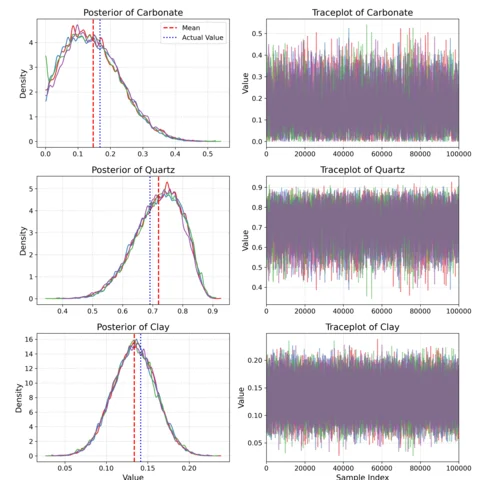 Posterior of Carbonate
Traceplot of Carbonate
Mean
Actual Value
Density
4
3
2
1
0
0.0 0.1 0.2 0.3 0.4 0.5
Value
0.5
0.4
0.3
0.2
0.1
0.0
0 20000 40000 60000 80000 100000
Posterior of Quartz
Traceplot of Quartz
Density
5
4
3
2
1
0
0.4 0.5 0.6 0.7 0.8 0.9
Value
0.9
0.8
0.7
0.6
0.5
0.4
0 20000 40000 60000 80000 100000
Posterior of Clay
Traceplot of Clay
Density
16
14
12
10
8
6
4
2
0
0.05 0.10 0.15 0.20
Value
Value
0.20
0.15
0.10
0.05
0 20000 40000 60000 80000 100000
Sample Index